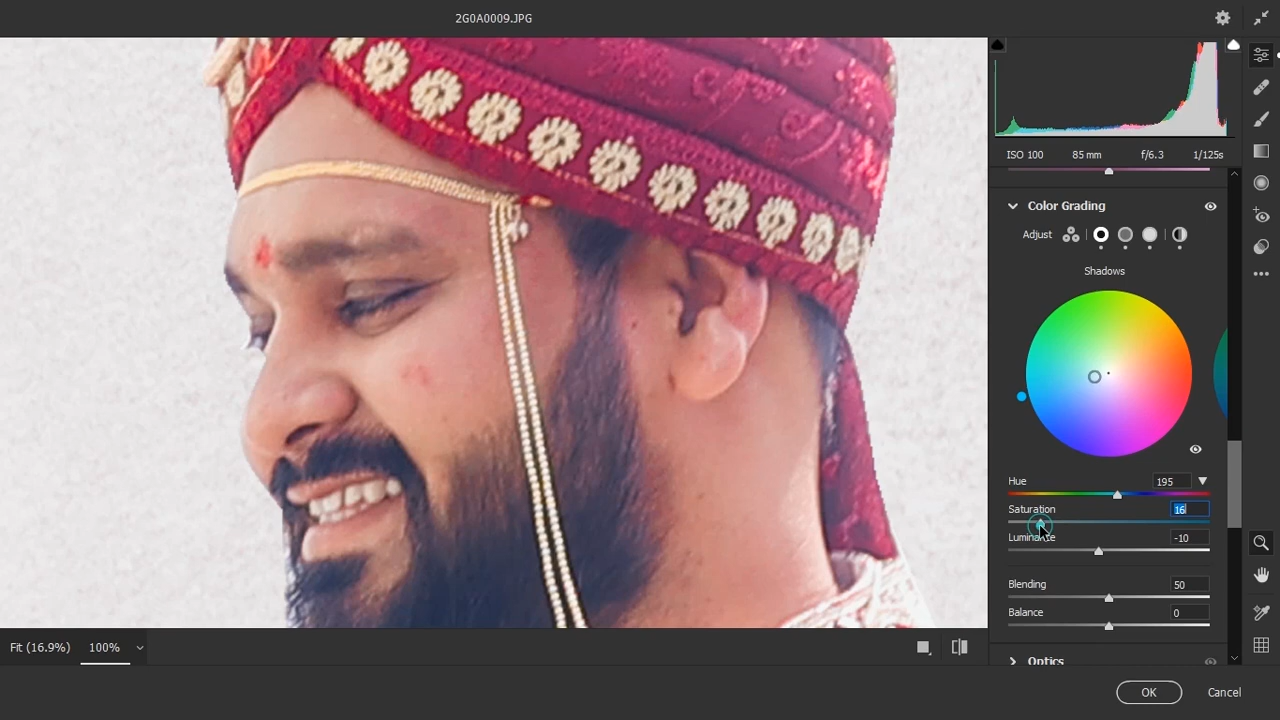 2G0A0009.JPG
ISO 100 85 mm f/6.3 1/125s
Color Grading
Adjust
Shadows
Hue 195
Saturation 16
Luminance -10
Blending 50
Balance 0
Optics
Fit (16.9%) 100%
OK Cancel